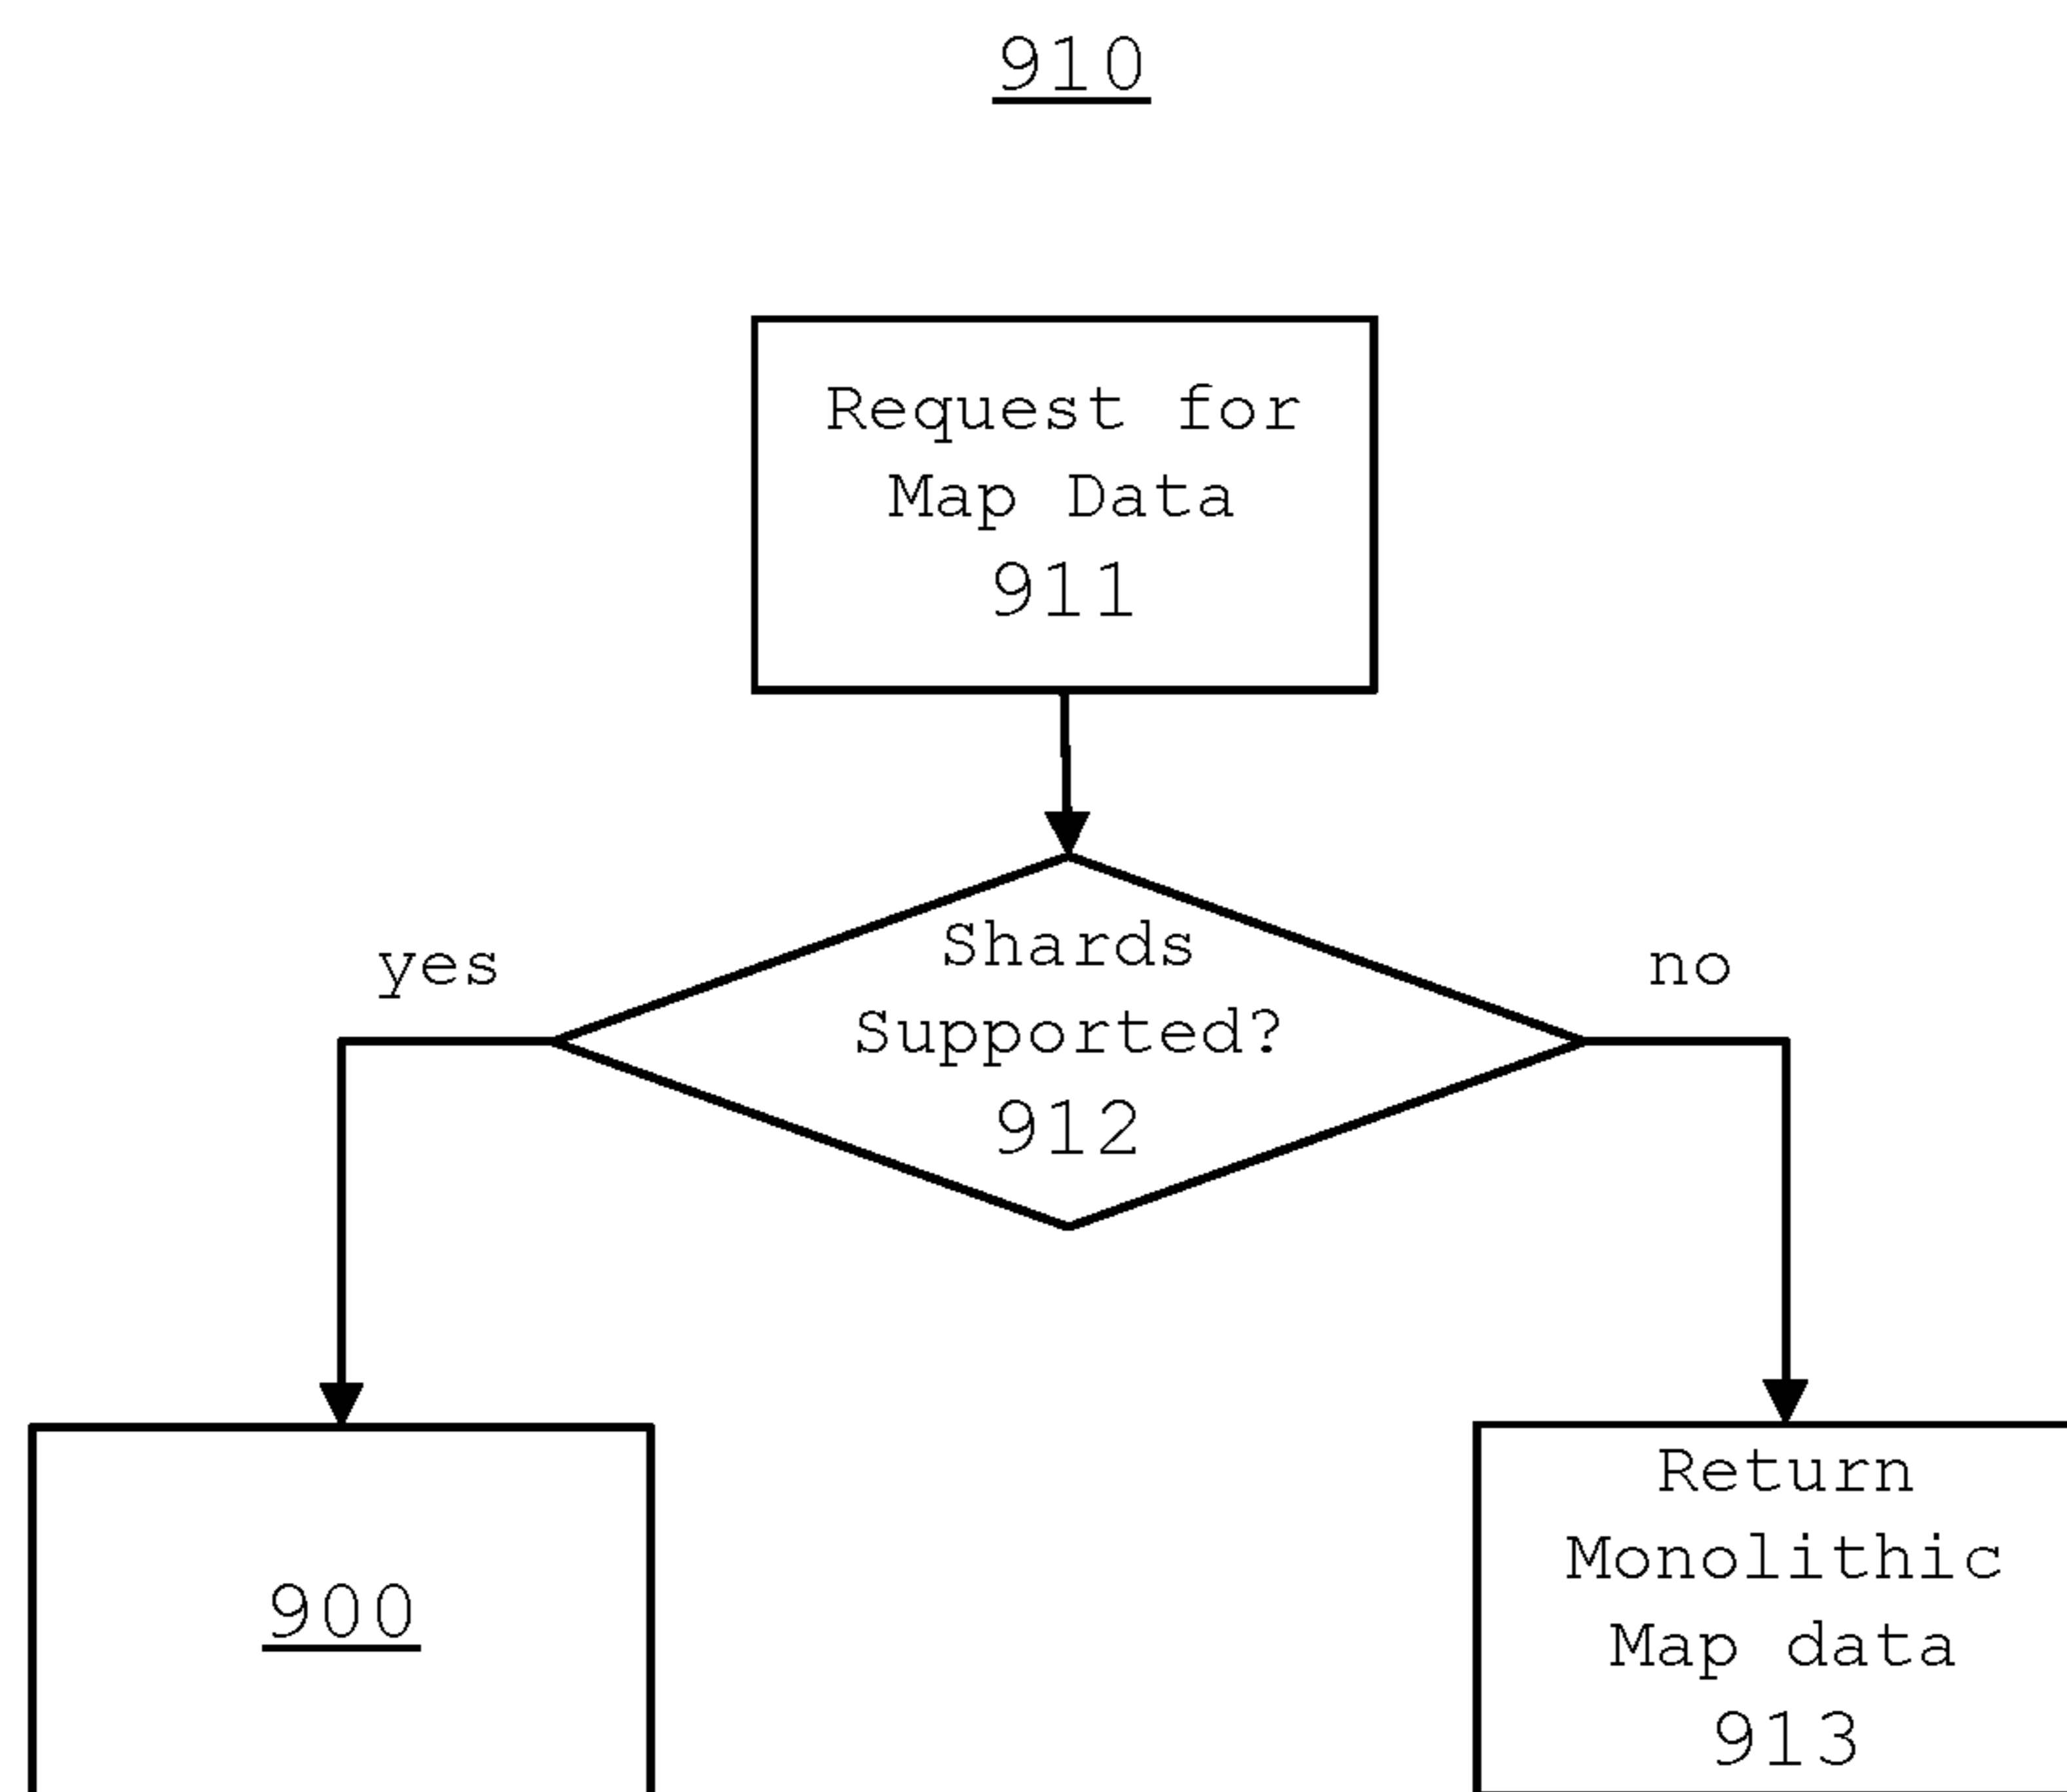 910
Request for
Map Data
911
Shards
Supported?
912
yes
no
900
Return
Monolithic
Map data
913